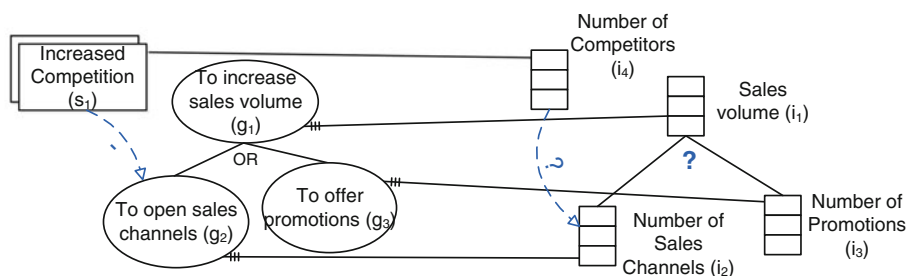 Increased
Competition
(s1)
To increase
sales volume
(g1)
OR
To open sales
channels (g2)
To offer
promotions (g3)
Number of
Competitors
(i4)
Sales
volume (i1)
?
?
Number of
Sales
Channels (i2)
Number of
Promotions
(i3)
-